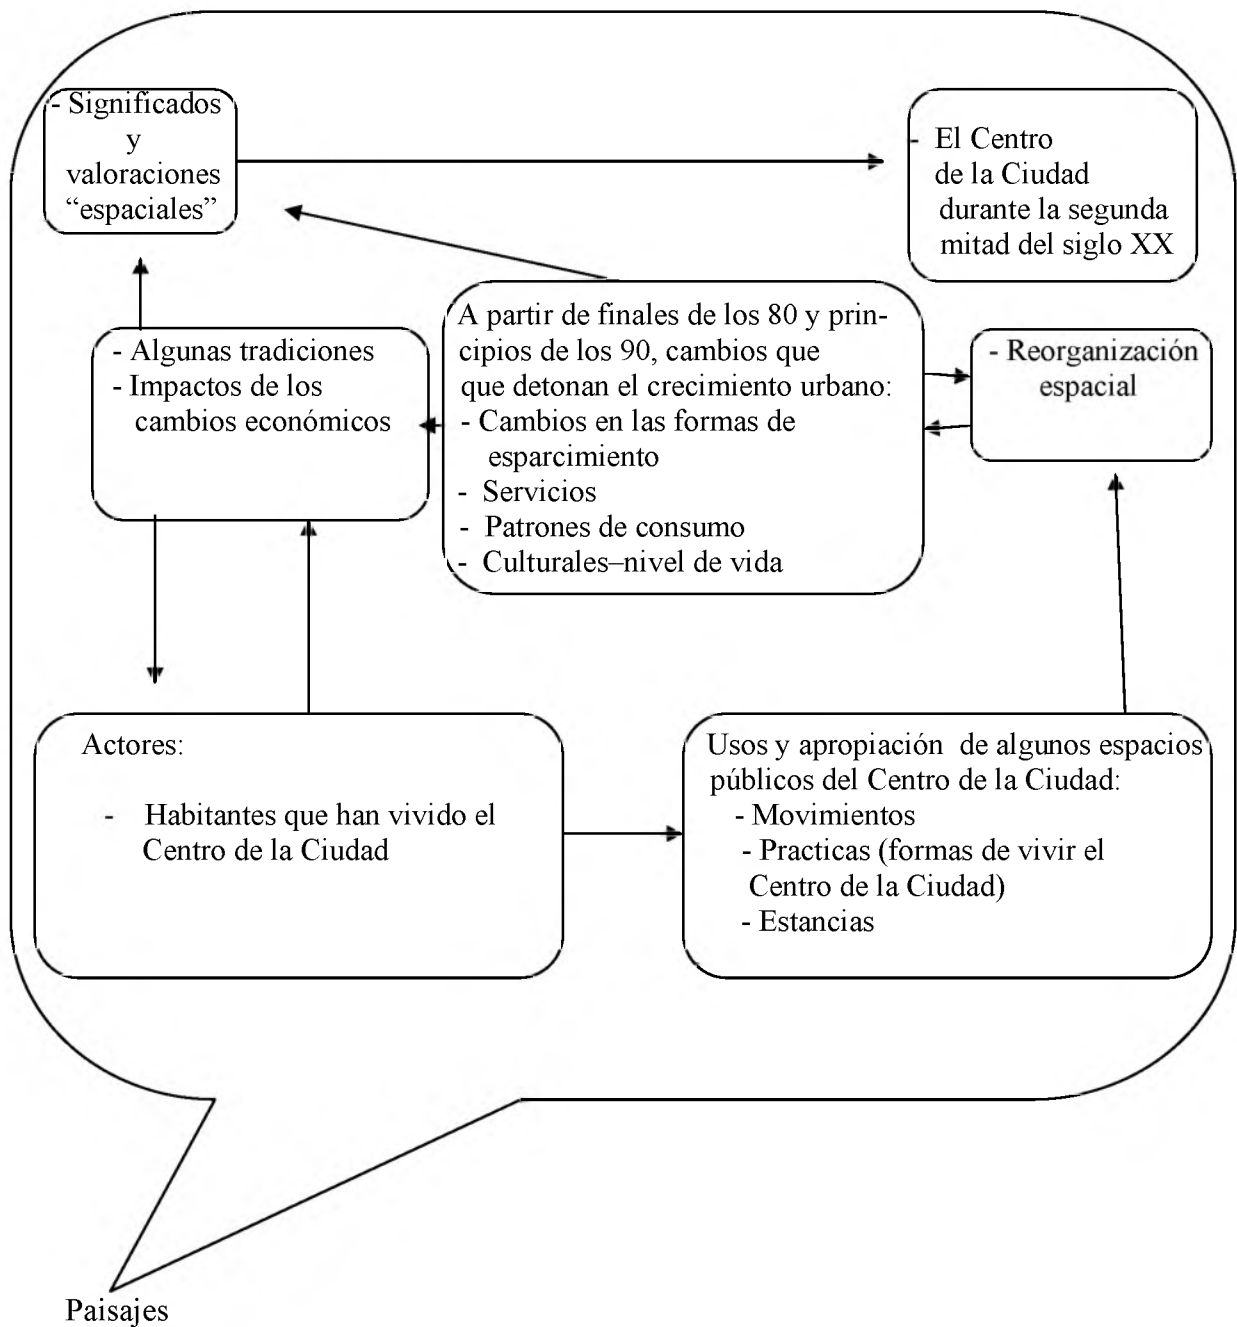 - Significados
y
valoraciones
“espaciales”
- El Centro
de la Ciudad
durante la segunda
mitad del siglo XX
- Algunas tradiciones
- Impactos de los
cambios económicos
A partir de finales de los 80 y prin-
cipios de los 90, cambios que
que detonan el crecimiento urbano:
- Cambios en las formas de
esparcimiento
- Servicios
- Patrones de consumo
- Culturales–nivel de vida
- Reorganización
espacial
Actores:
- Habitantes que han vivido el
Centro de la Ciudad
Usos y apropiación de algunos espacios
públicos del Centro de la Ciudad:
- Movimientos
- Practicas (formas de vivir el
Centro de la Ciudad)
- Estancias
Paisajes